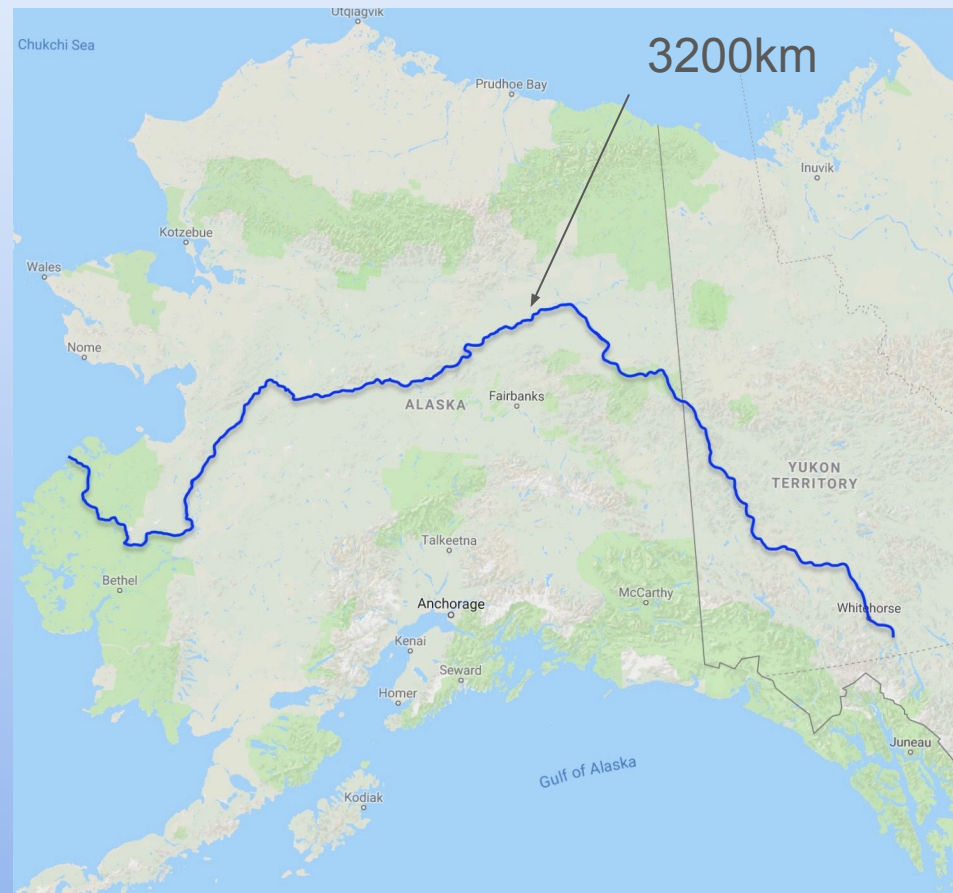 Utqiagvik
Chukchi Sea
3200km
Prudhoe Bay
Inuvik
Kotzebue
Wales
Nome
Fairbanks
ALASKA
YUKON
TERRITORY
Talkeetna
Bethel
McCarthy
Anchorage
Whitehorse
Kenai
Seward
Homer
Juneau
Gulf of Alaska
Kodiak